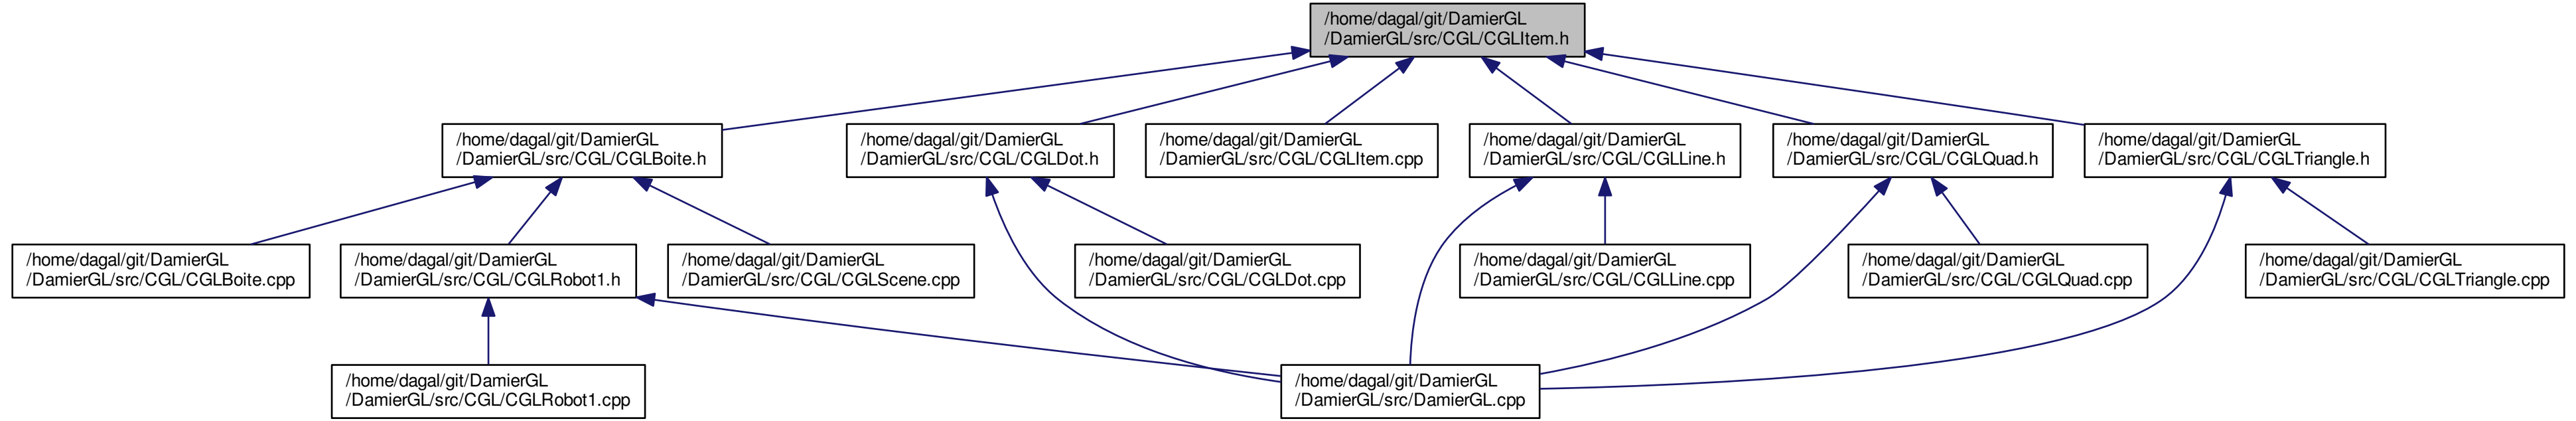 /home/dagal/git/DamierGL
/DamierGL/src/CGL/CGLItem.h
/home/dagal/git/DamierGL
/DamierGL/src/CGL/CGLBoite.h
/home/dagal/git/DamierGL
/DamierGL/src/CGL/CGLDot.h
/home/dagal/git/DamierGL
/DamierGL/src/CGL/CGLItem.cpp
/home/dagal/git/DamierGL
/DamierGL/src/CGL/CGLLine.h
/home/dagal/git/DamierGL
/DamierGL/src/CGL/CGLQuad.h
/home/dagal/git/DamierGL
/DamierGL/src/CGL/CGLTriangle.h
/home/dagal/git/DamierGL
/DamierGL/src/CGL/CGLBoite.cpp
/home/dagal/git/DamierGL
/DamierGL/src/CGL/CGLRobot1.h
/home/dagal/git/DamierGL
/DamierGL/src/CGL/CGLScene.cpp
/home/dagal/git/DamierGL
/DamierGL/src/CGL/CGLDot.cpp
/home/dagal/git/DamierGL
/DamierGL/src/CGL/CGLLine.cpp
/home/dagal/git/DamierGL
/DamierGL/src/CGL/CGLQuad.cpp
/home/dagal/git/DamierGL
/DamierGL/src/CGL/CGLTriangle.cpp
/home/dagal/git/DamierGL
/DamierGL/src/CGL/CGLRobot1.cpp
/home/dagal/git/DamierGL
/DamierGL/src/DamierGL.cpp